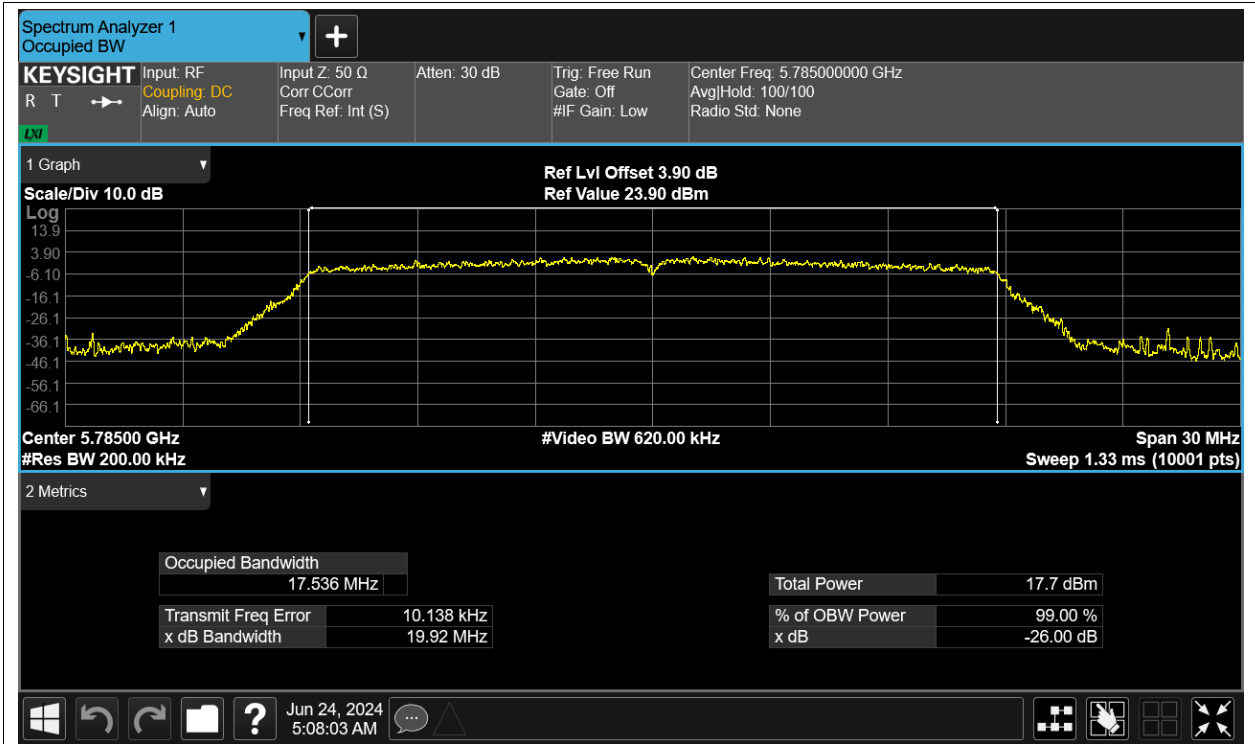 Spectrum Analyzer 1
Occupied BW
KEYSIGHT
R T
LXI
Input: RF
Coupling: DC
Align: Auto
Input Z: 50 Ω
Corr CCorr
Freq Ref: Int (S)
Atten: 30 dB
Trig: Free Run
Gate: Off
#IF Gain: Low
Center Freq: 5.785000000 GHz
Avg|Hold: 100/100
Radio Std: None
1 Graph
Scale/Div 10.0 dB
Ref Lvl Offset 3.90 dB
Ref Value 23.90 dBm
Log
13.9
3.90
-6.10
-16.1
-26.1
-36.1
-46.1
-56.1
-66.1
Center 5.78500 GHz
#Res BW 200.00 kHz
#Video BW 620.00 kHz
Span 30 MHz
Sweep 1.33 ms (10001 pts)
2 Metrics
Occupied Bandwidth
17.536 MHz
Transmit Freq Error 10.138 kHz
x dB Bandwidth 19.92 MHz
Total Power 17.7 dBm
% of OBW Power 99.00 %
x dB -26.00 dB
?
Jun 24, 2024
5:08:03 AM